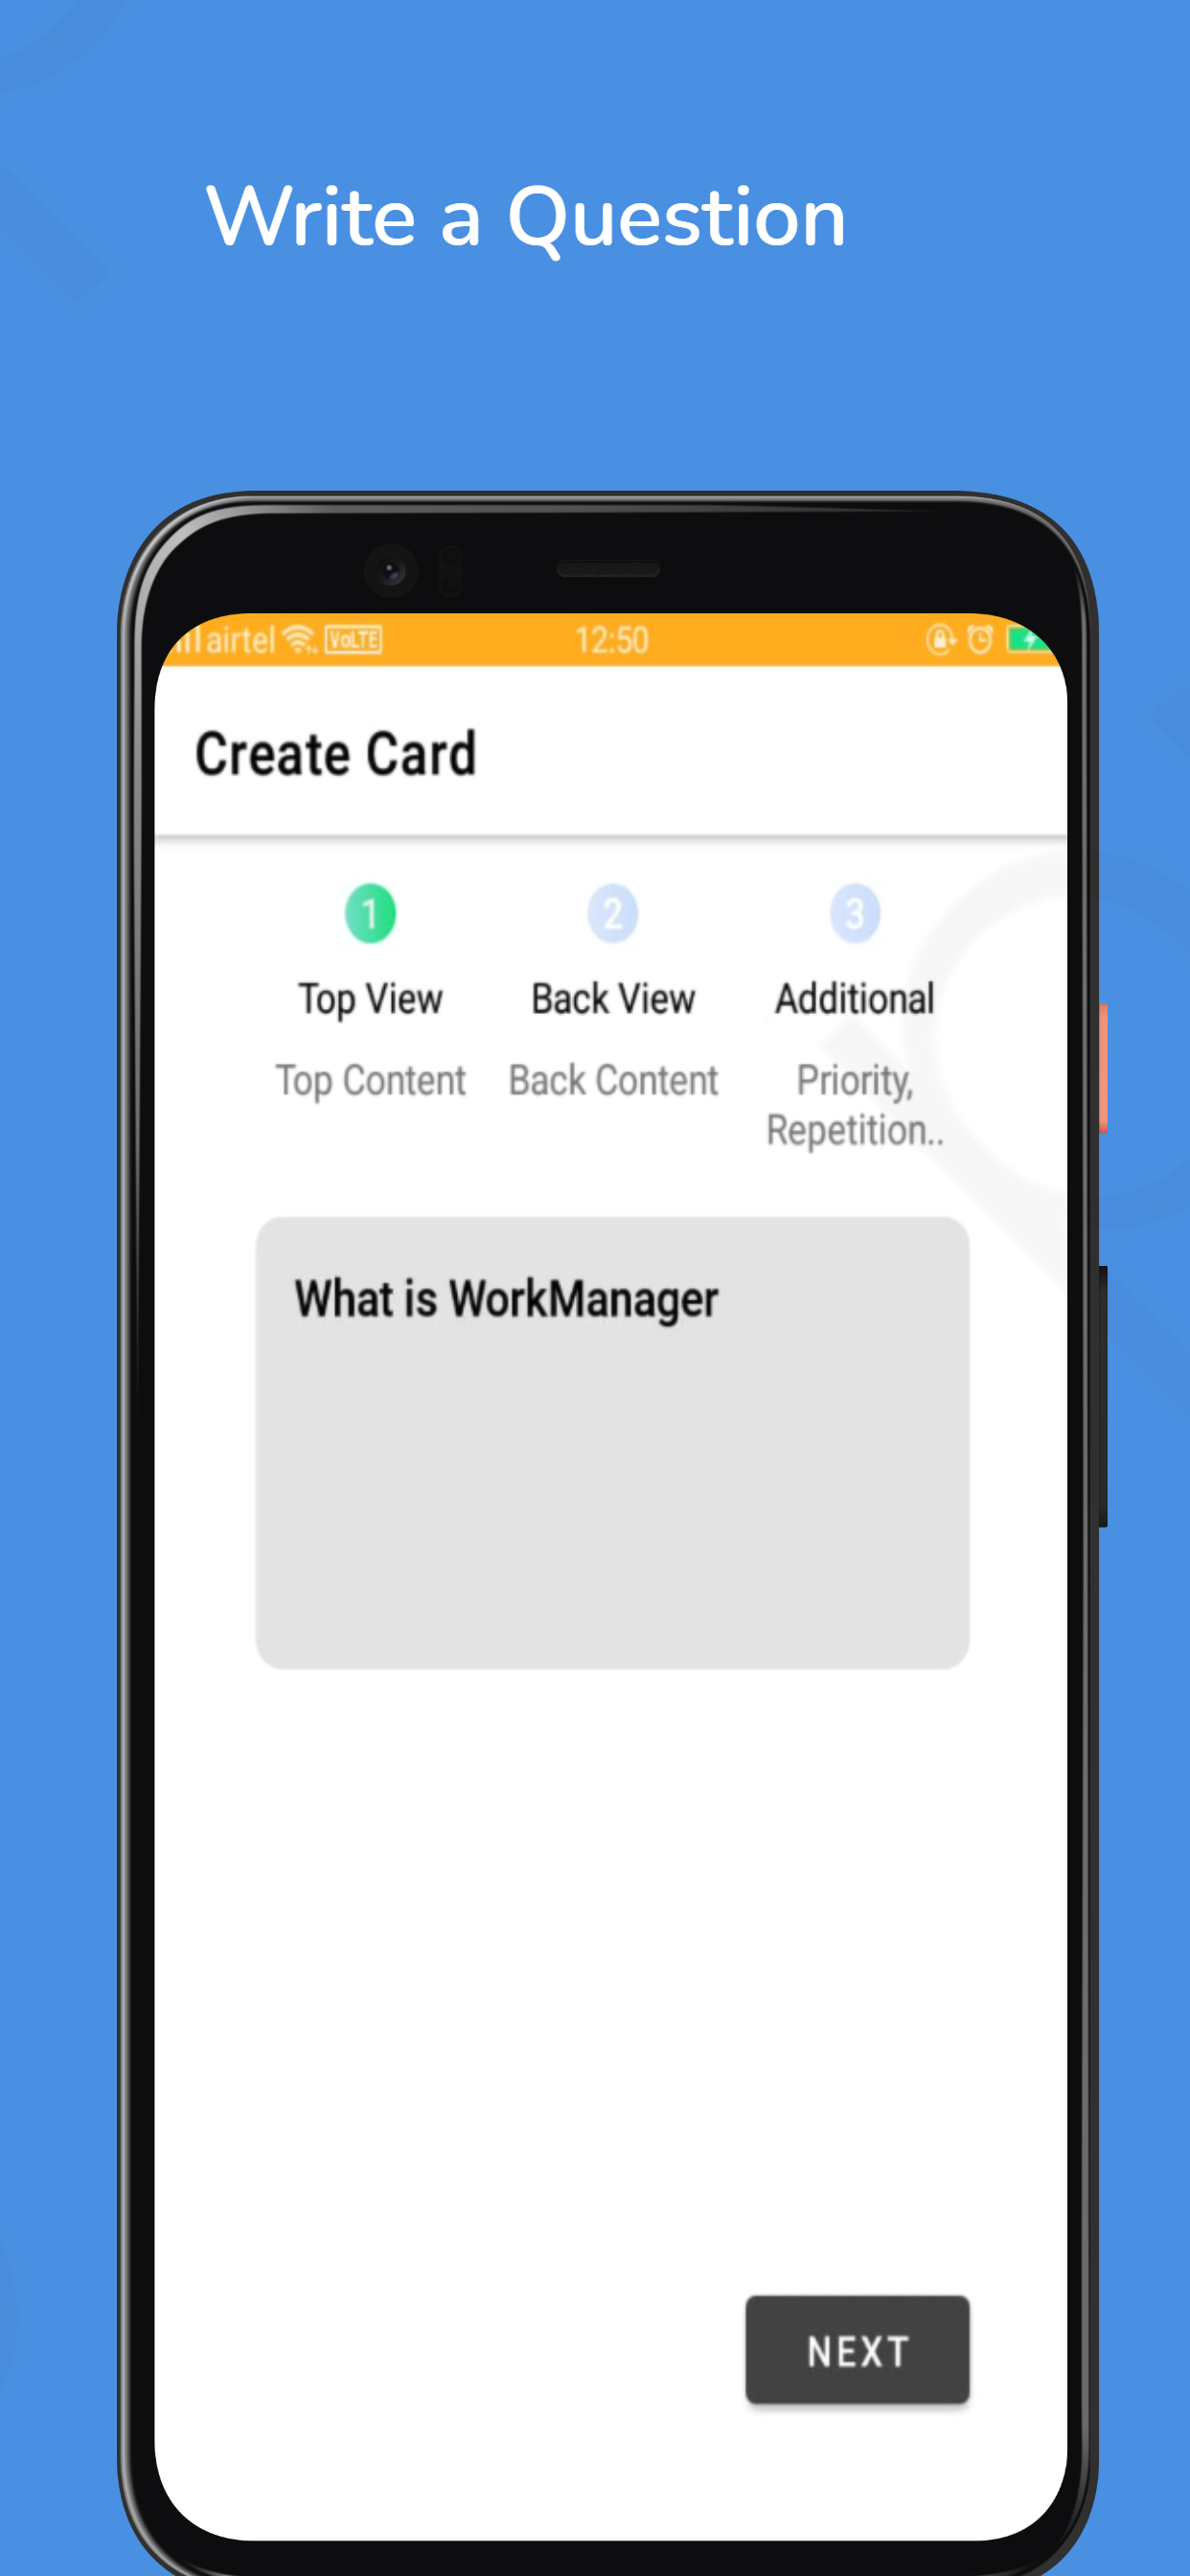 Write a Question
airtel VoLTE 12:50
Create Card
1 2 3
Top View Back View Additional
Top Content Back Content Priority,
Repetition..
What is WorkManager
NEXT